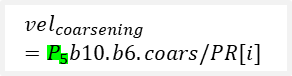 vel_coarsening
= P_5b10.b6.coars/PR[i]